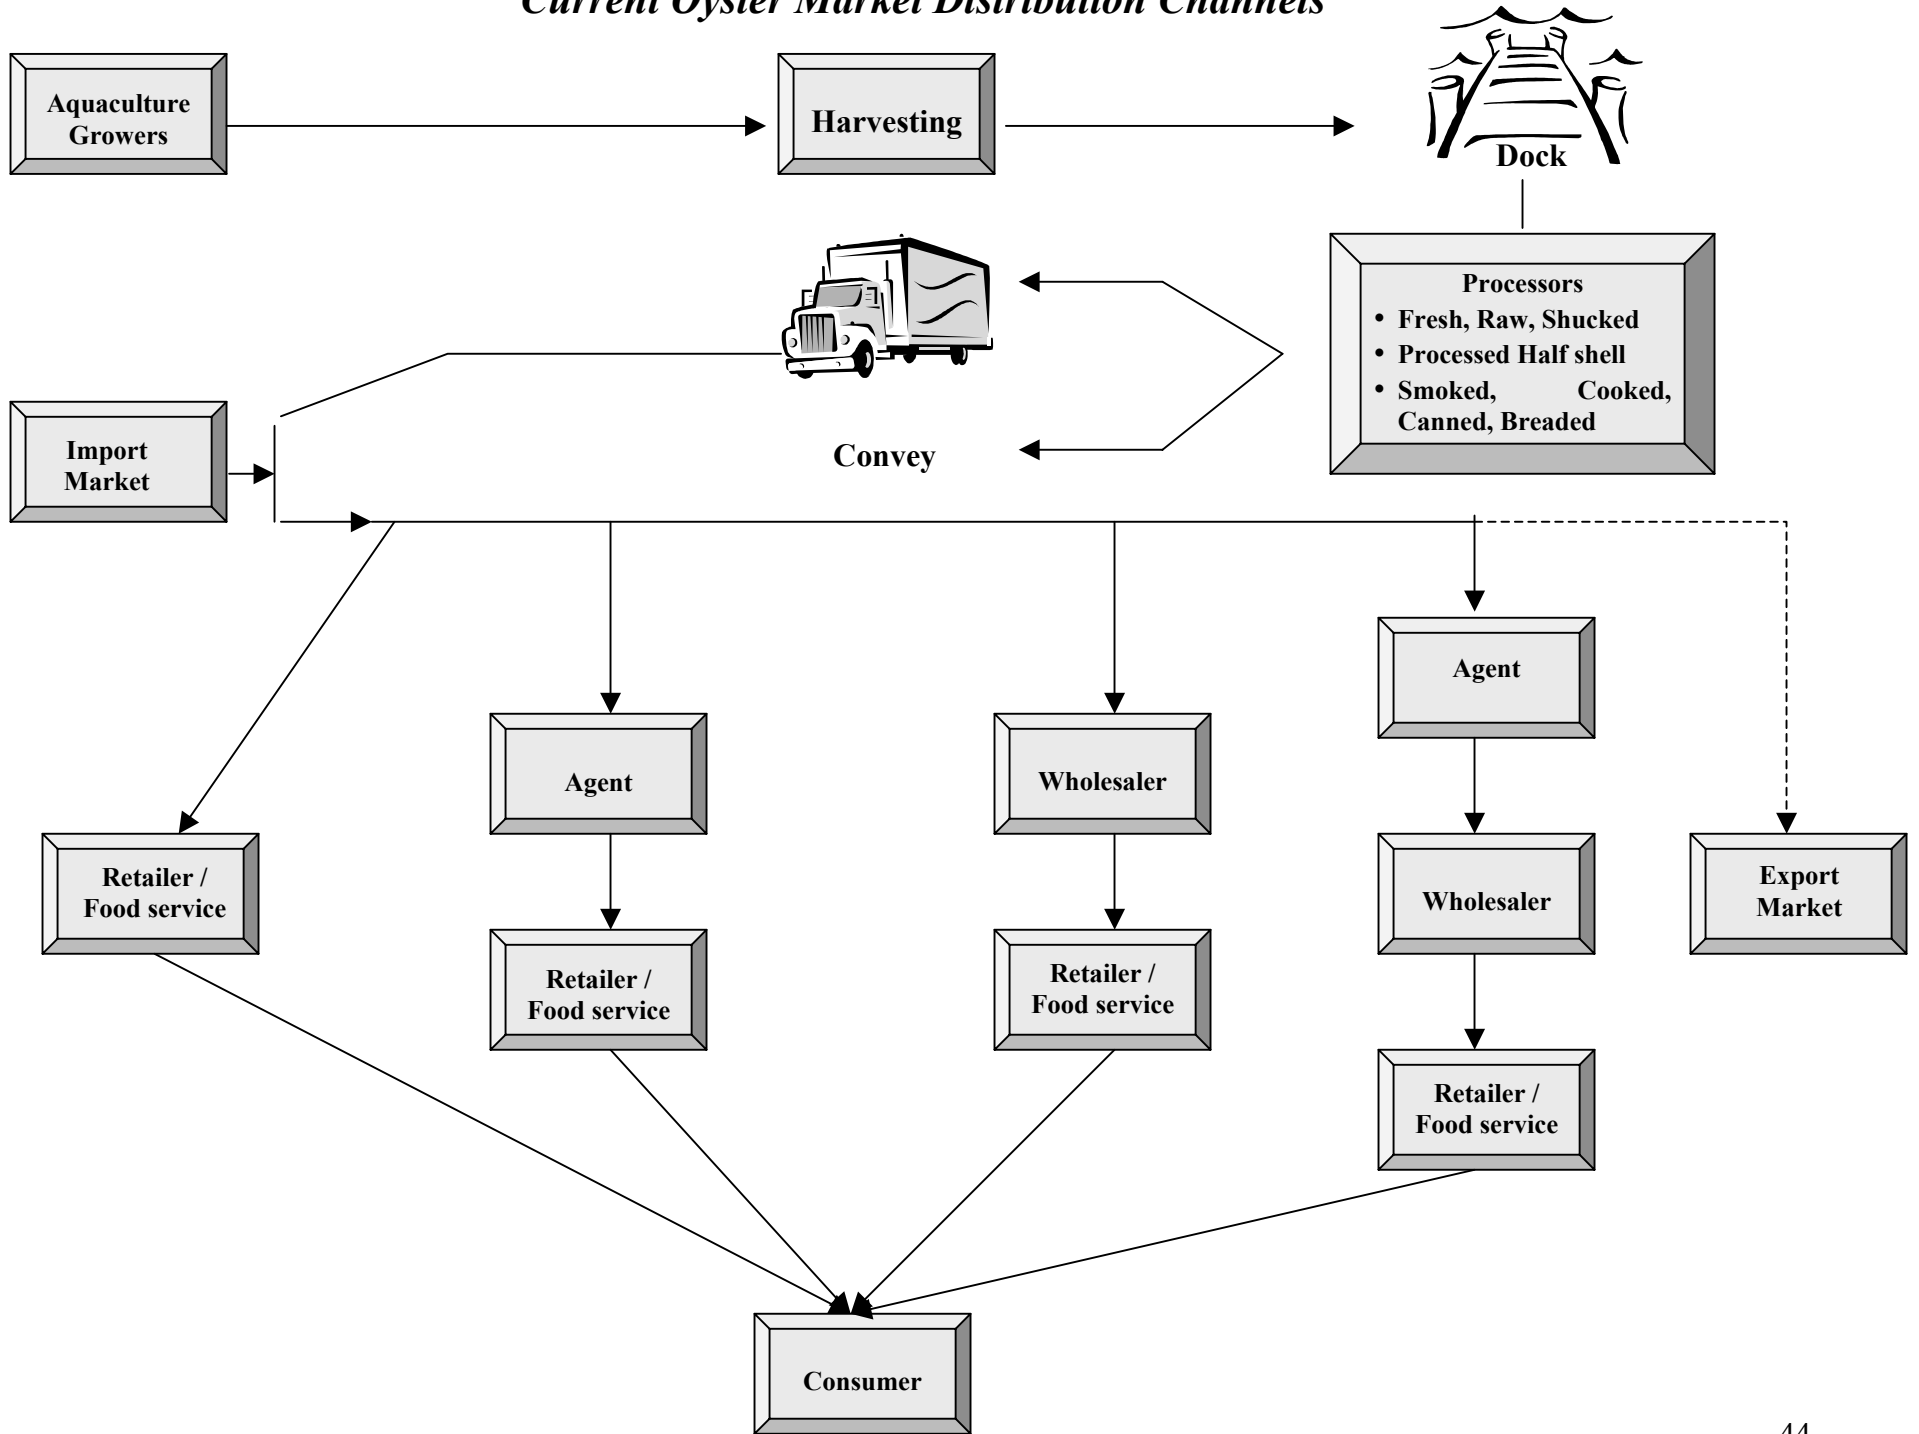 Current Oyster Market Distribution Channels
Aquaculture
Growers
Harvesting
Dock
Processors
• Fresh, Raw, Shucked
• Processed Half shell
• Smoked, Cooked,
Canned, Breaded
Import
Market
Convey
Agent
Agent
Wholesaler
Retailer /
Food service
Wholesaler
Export
Market
Retailer /
Food service
Retailer /
Food service
Retailer /
Food service
Consumer
44